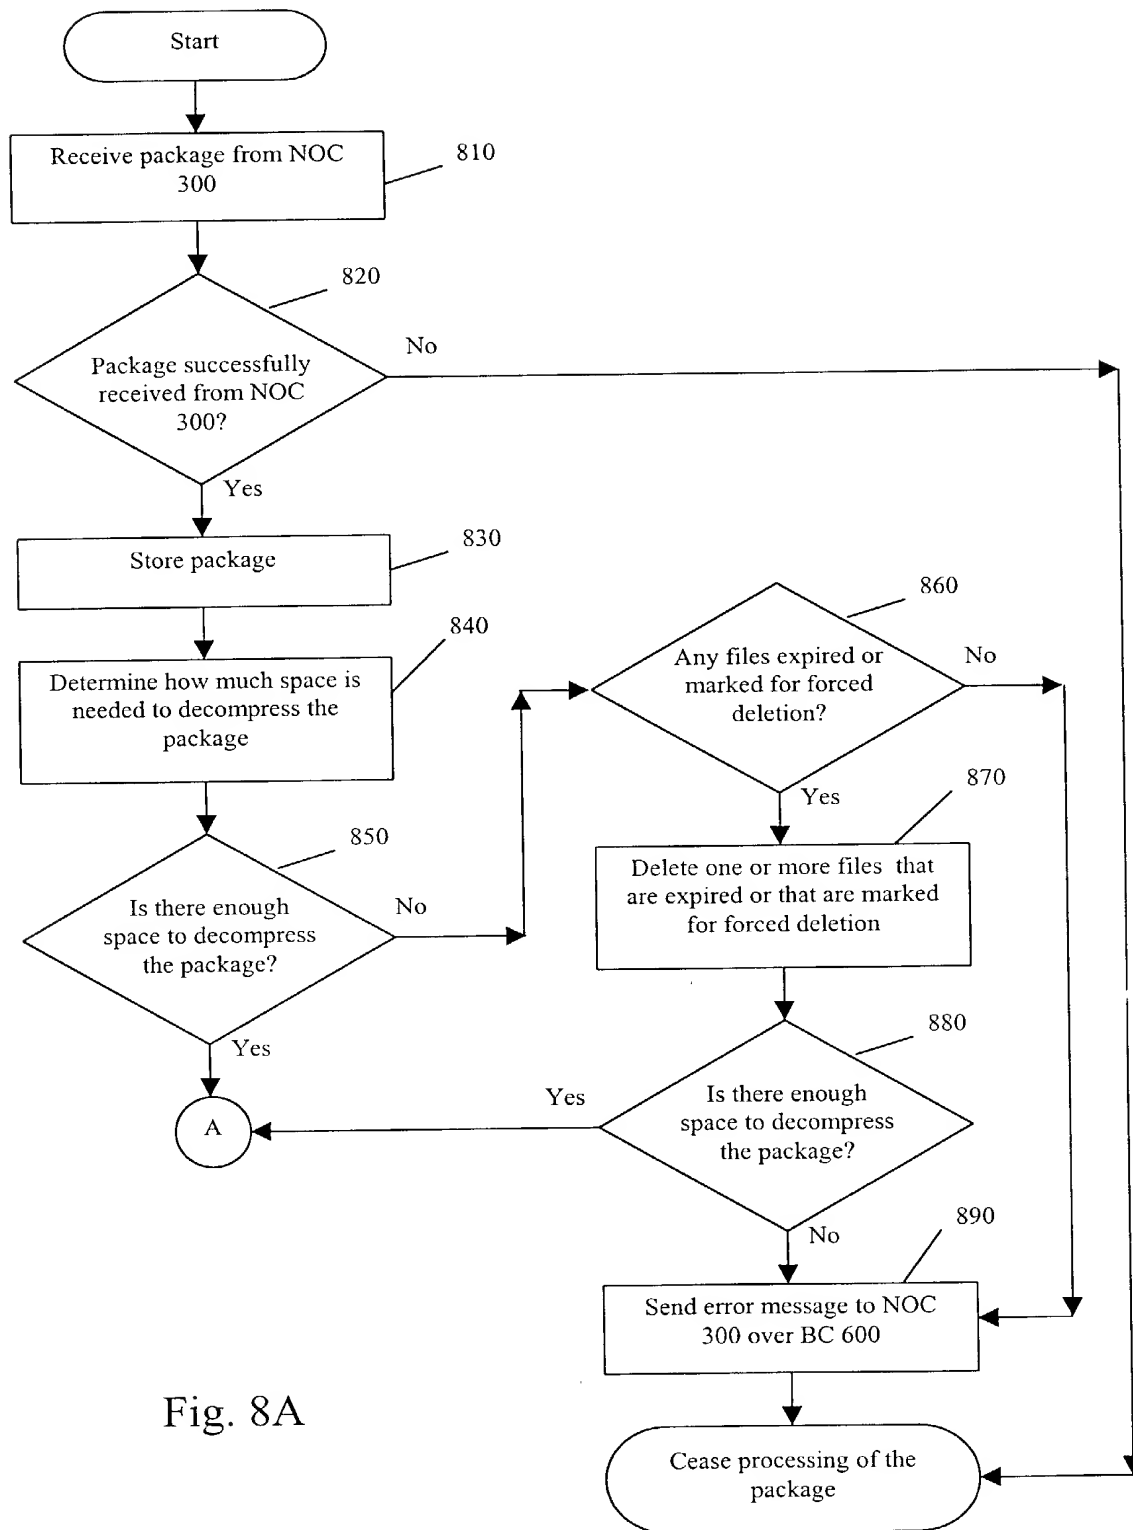 Start
Receive package from NOC
300
810
820
Package successfully
received from NOC
300?
No
Yes
Store package
830
840
Determine how much space is
needed to decompress the
package
850
Is there enough
space to decompress
the package?
No
Yes
A
860
Any files expired or
marked for forced
deletion?
No
Yes
870
Delete one or more files that
are expired or that are marked
for forced deletion
880
Is there enough
space to decompress
the package?
Yes
No
890
Send error message to NOC
300 over BC 600
Cease processing of the
package
Fig. 8A